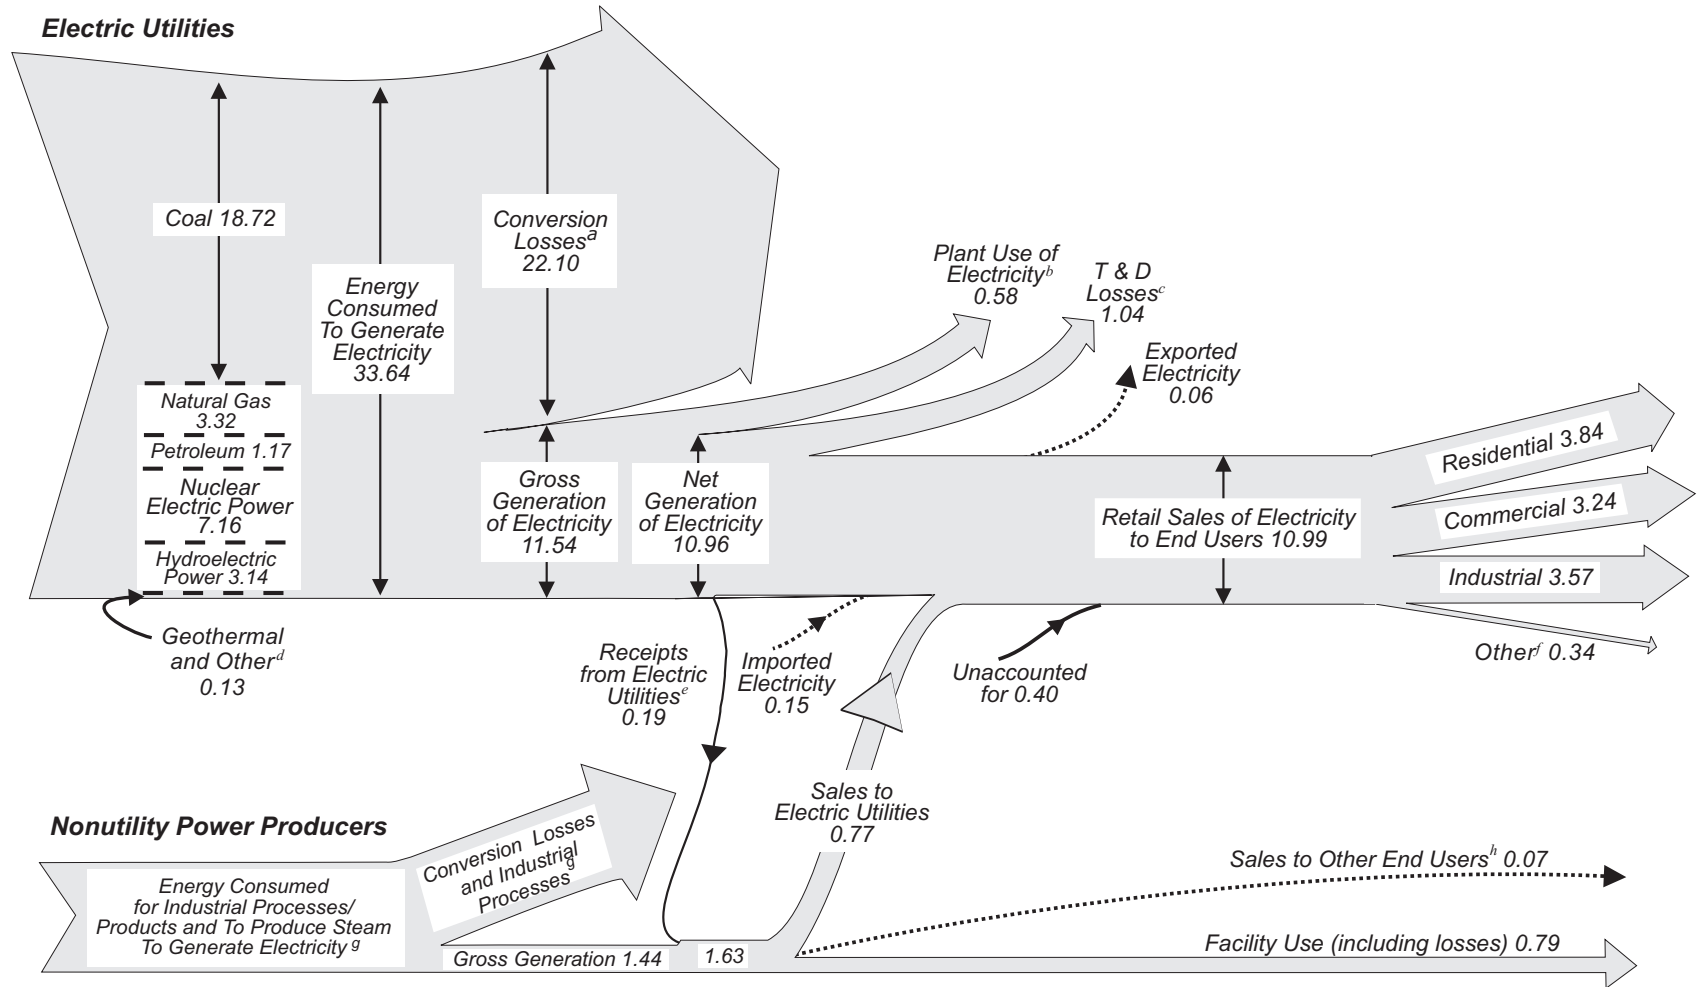 Electric Utilities
Coal 18.72
Natural Gas
3.32
Petroleum 1.17
Nuclear
Electric Power
7.16
Hydroelectric
Power 3.14
Geothermal
and Other d
0.13
Energy
Consumed
To Generate
Electricity
33.64
Conversion
Losses a
22.10
Gross
Generation
of Electricity
11.54
Net
Generation
of Electricity
10.96
Plant Use of
Electricity b
0.58
T & D
Losses c
1.04
Exported
Electricity
0.06
Retail Sales of Electricity
to End Users 10.99
Residential 3.84
Commercial 3.24
Industrial 3.57
Other f 0.34
Receipts
from Electric
Utilities e
0.19
Imported
Electricity
0.15
Unaccounted
for 0.40
Sales to
Electric Utilities
0.77
Nonutility Power Producers
Energy Consumed
for Industrial Processes/
Products and To Produce Steam
To Generate Electricity g
Conversion Losses
and Industrial
Processes g
Gross Generation 1.44
1.63
Sales to Other End Users h 0.07
Facility Use (including losses) 0.79